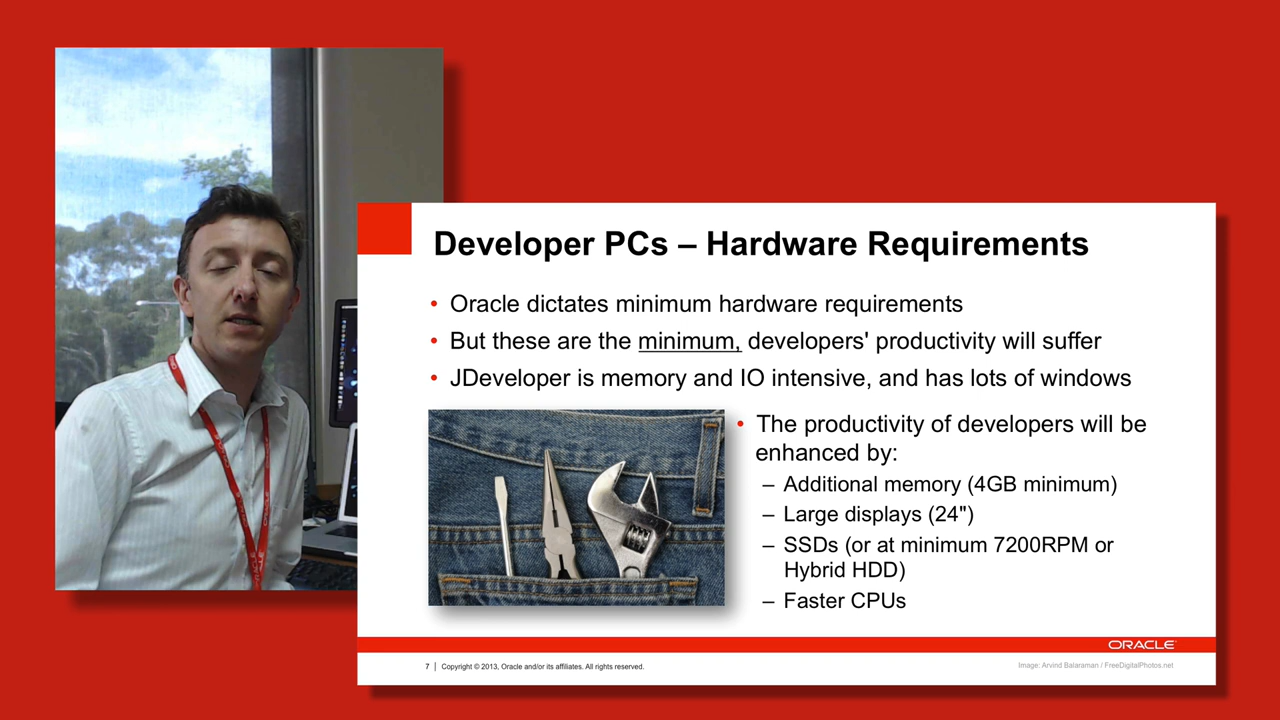 Developer PCs – Hardware Requirements
• Oracle dictates minimum hardware requirements
• But these are the minimum, developers' productivity will suffer
• JDeveloper is memory and IO intensive, and has lots of windows
• The productivity of developers will be
enhanced by:
– Additional memory (4GB minimum)
– Large displays (24")
– SSDs (or at minimum 7200RPM or
Hybrid HDD)
– Faster CPUs
ORACLE
7 | Copyright © 2013, Oracle and/or its affiliates. All rights reserved.
Image: Arvind Balaraman / FreeDigitalPhotos.net